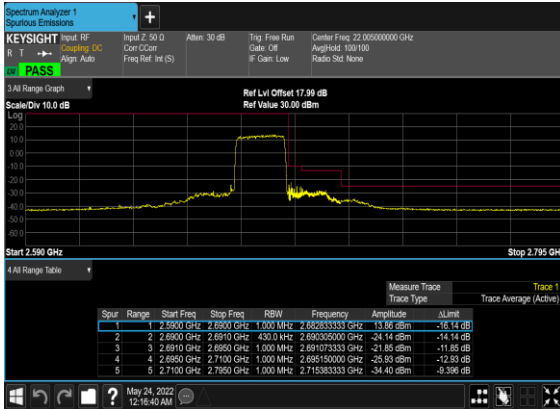 Spectrum Analyzer 1
Spurious Emissions
+
KEYSIGHT Input: RF Input Z: 50 Ω Atten: 30 dB Trig: Free Run Center Freq: 22.005000000 GHz
R T Coupling: DC Corr CCorr Gate: Off Avg|Hold: 100/100
Align: Auto Freq Ref: Int (S) IF Gain: Low Radio Std: None
PASS
3 All Range Graph
Ref Lvl Offset 17.99 dB
Scale/Div 10.0 dB Ref Value 30.00 dBm
Log
20.0
10.0
0.00
-10.0
-20.0
-30.0
-40.0
-50.0
-60.0
Start 2.590 GHz Stop 2.795 GH
4 All Range Table
Measure Trace Trace 1
Trace Type Trace Average (Active)
Spur Range Start Freq Stop Freq RBW Frequency Amplitude ΔLimit
1 1 2.5900 GHz 2.6900 GHz 1.000 MHz 2.682833333 GHz 13.86 dBm -16.14 dB
2 2 2.6900 GHz 2.6910 GHz 430.0 kHz 2.690305000 GHz -24.14 dBm -14.14 dB
3 3 2.6910 GHz 2.6950 GHz 1.000 MHz 2.691073333 GHz -21.85 dBm -11.85 dB
4 4 2.6950 GHz 2.7100 GHz 1.000 MHz 2.695150000 GHz -25.93 dBm -12.93 dB
5 5 2.7100 GHz 2.7950 GHz 1.000 MHz 2.715383333 GHz -34.40 dBm -9.396 dB
? May 24, 2022
12:16:40 AM